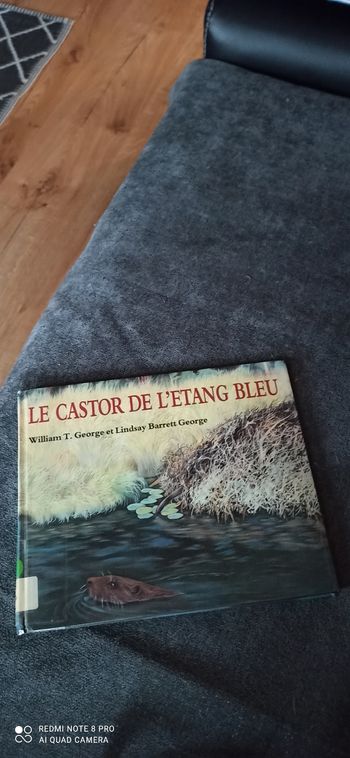 LE CASTOR DE L'ETANG BLEU
William T. George et Lindsay Barrett George
REDMI NOTE 8 PRO
AI QUAD CAMERA